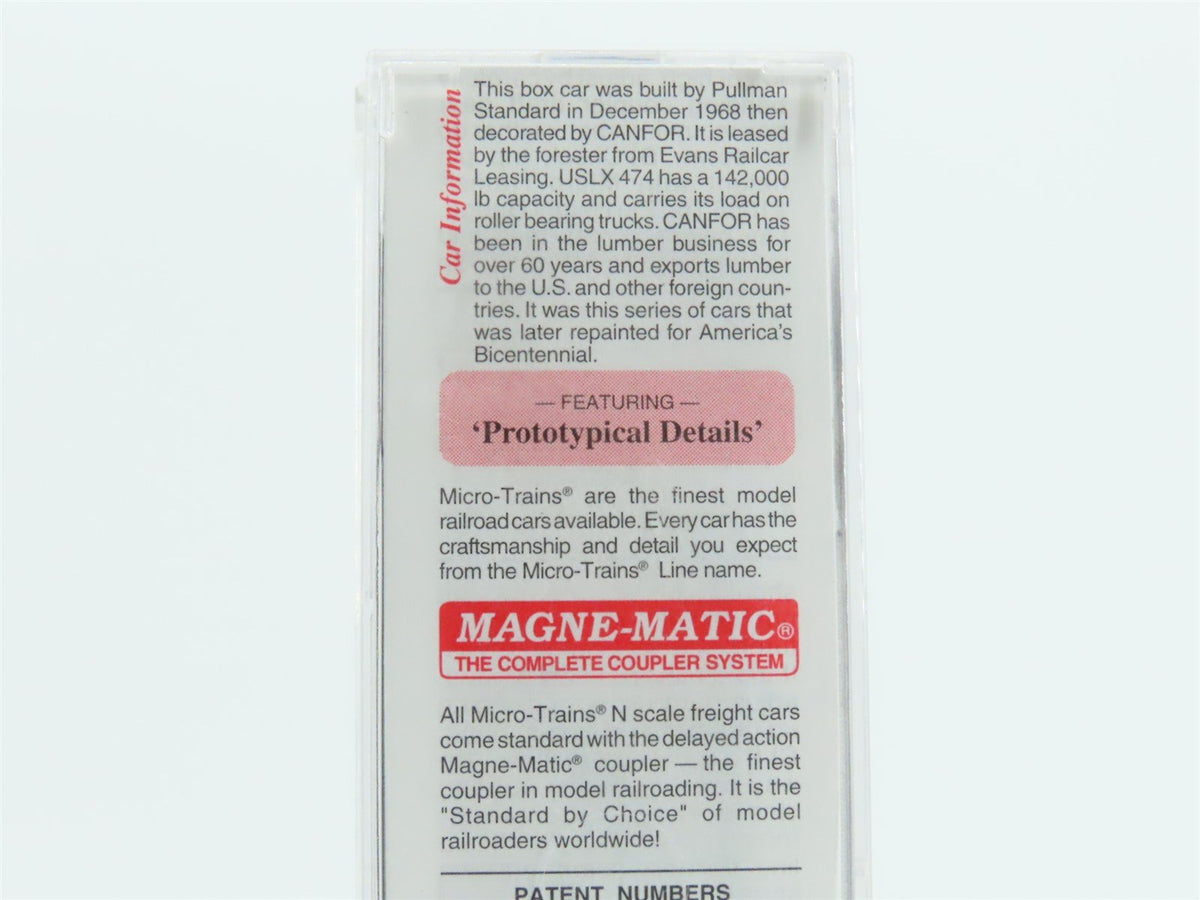 Car Information
This box car was built by Pullman
Standard in December 1968 then
decorated by CANFOR. It is leased
by the forester from Evans Railcar
Leasing. USLX 474 has a 142,000
lb capacity and carries its load on
roller bearing trucks. CANFOR has
been in the lumber business for
over 60 years and exports lumber
to the U.S. and other foreign coun-
tries. It was this series of cars that
was later repainted for America's
Bicentennial.
— FEATURING —
‘Prototypical Details’
Micro-Trains® are the finest model
railroad cars available. Every car has the
craftsmanship and detail you expect
from the Micro-Trains® Line name.
MAGNE-MATIC®
THE COMPLETE COUPLER SYSTEM
All Micro-Trains® N scale freight cars
come standard with the delayed action
Magne-Matic® coupler — the finest
coupler in model railroading. It is the
"Standard by Choice" of model
railroaders worldwide!
PATENT NUMBERS